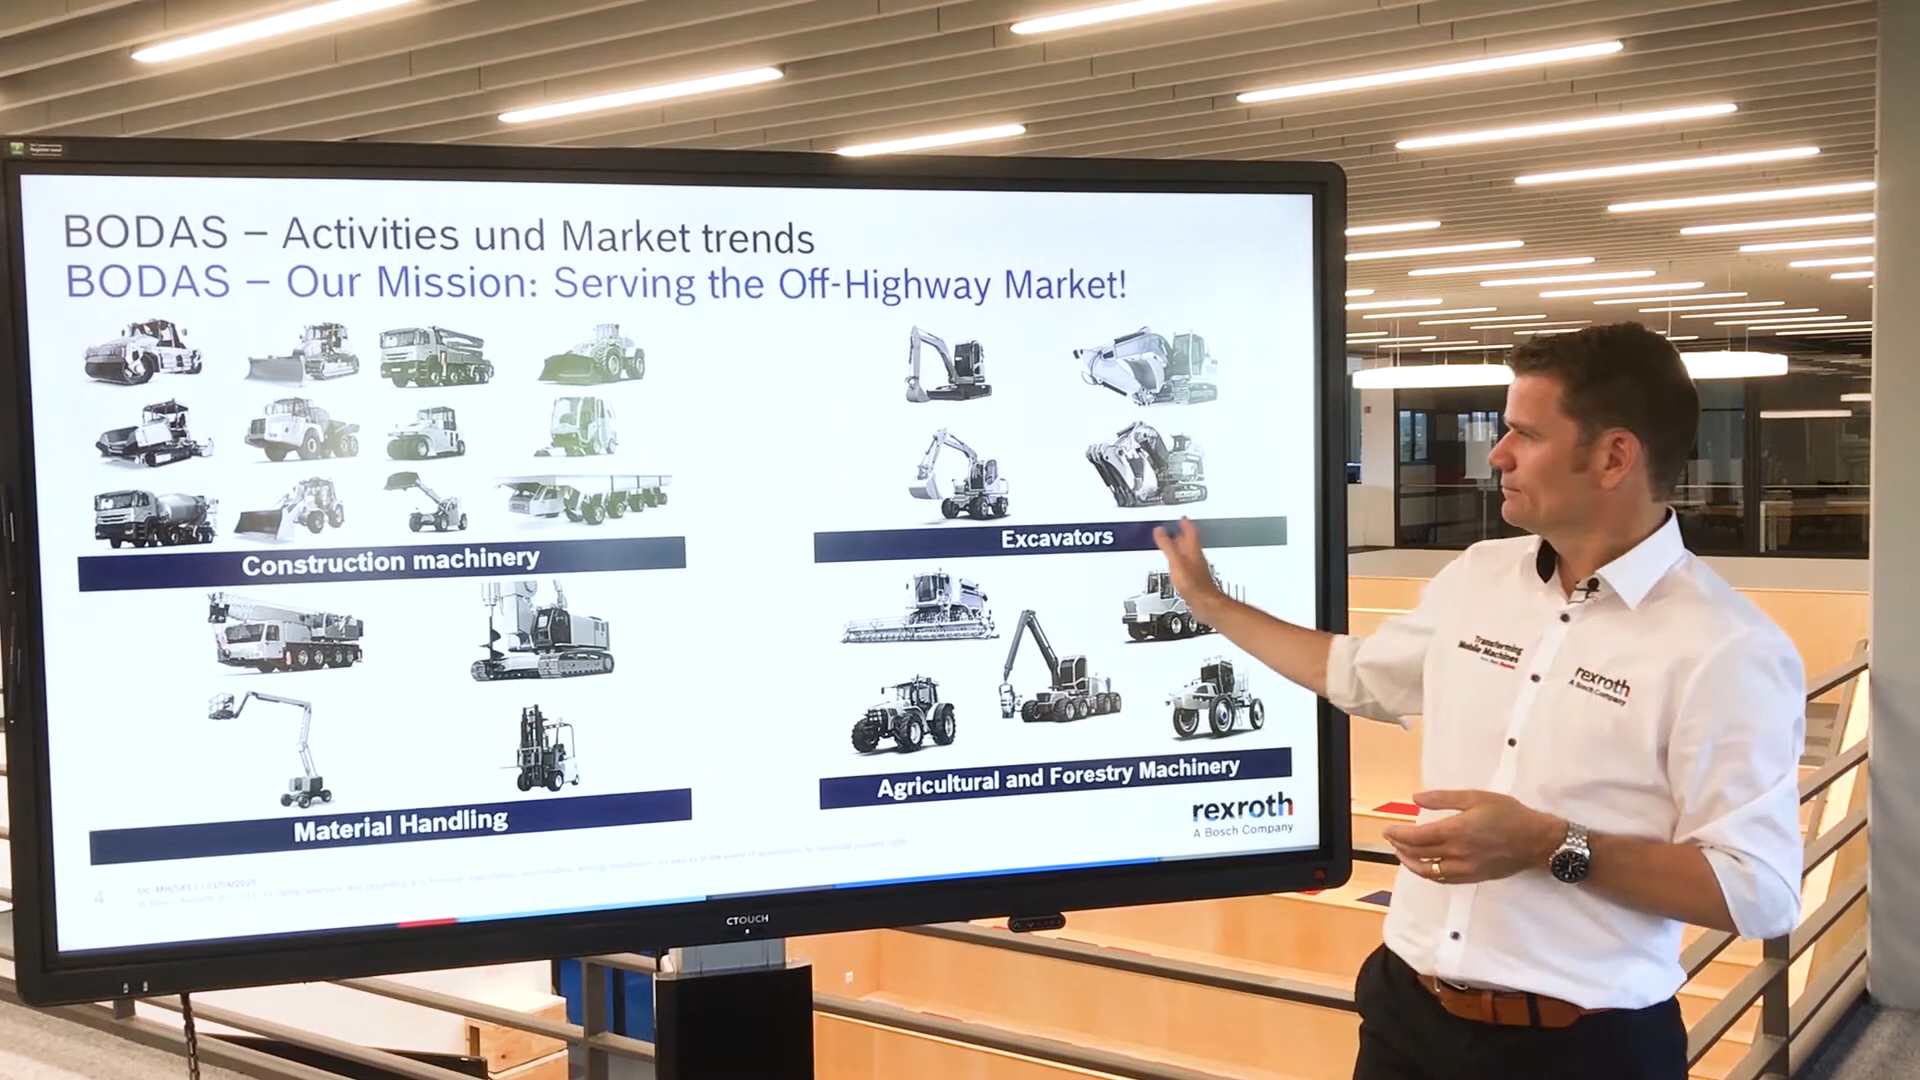 BODAS – Activities und Market trends
BODAS – Our Mission: Serving the Off-Highway Market!
Construction machinery
Excavators
Material Handling
Agricultural and Forestry Machinery
rexroth
A Bosch Company
4
CTOUCH
Transforming
Mobile Machines
rexroth
A Bosch Company